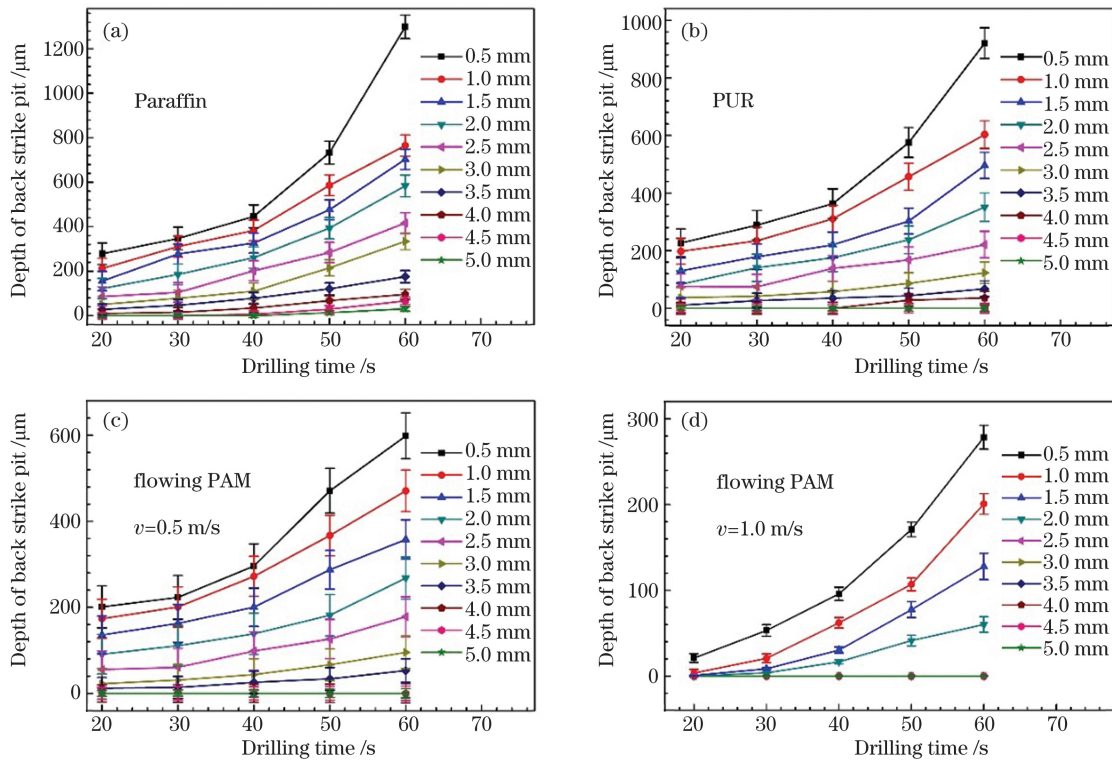 (a)
Paraffin
Depth of back strike pit /μm
1200
1000
800
600
400
200
0
20 30 40 50 60 70
Drilling time /s
0.5 mm
1.0 mm
1.5 mm
2.0 mm
2.5 mm
3.0 mm
3.5 mm
4.0 mm
4.5 mm
5.0 mm
(b)
PUR
Depth of back strike pit /μm
1000
800
600
400
200
0
20 30 40 50 60 70
Drilling time /s
0.5 mm
1.0 mm
1.5 mm
2.0 mm
2.5 mm
3.0 mm
3.5 mm
4.0 mm
4.5 mm
5.0 mm
(c)
flowing PAM
v=0.5 m/s
Depth of back strike pit /μm
600
400
200
0
20 30 40 50 60 70
Drilling time /s
0.5 mm
1.0 mm
1.5 mm
2.0 mm
2.5 mm
3.0 mm
3.5 mm
4.0 mm
4.5 mm
5.0 mm
(d)
flowing PAM
v=1.0 m/s
Depth of back strike pit /μm
300
200
100
0
20 30 40 50 60 70
Drilling time /s
0.5 mm
1.0 mm
1.5 mm
2.0 mm
2.5 mm
3.0 mm
3.5 mm
4.0 mm
4.5 mm
5.0 mm